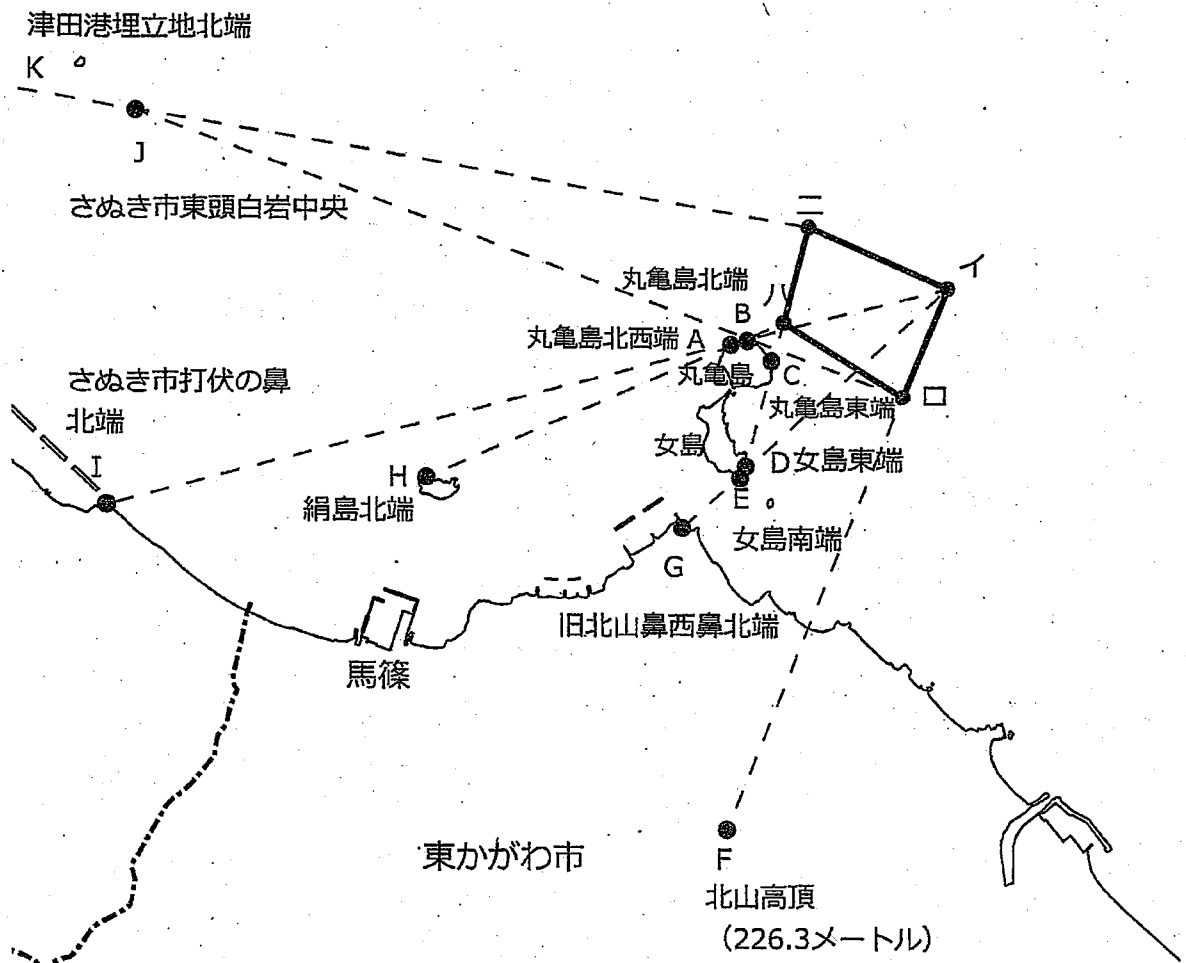 津田港埋立地北端
K
J
さぬき市東頭白岩中央
ニ
イ
丸亀島北端
ハ
B
丸亀島北西端 A
丸亀島
C
さぬき市打伏の鼻
北端
丸亀島東端
ロ
女島
I
H
D 女島東端
絹島北端
E
女島南端
G
旧北山鼻西鼻北端
馬篠
東かがわ市
F
北山高頂
(226.3メートル)